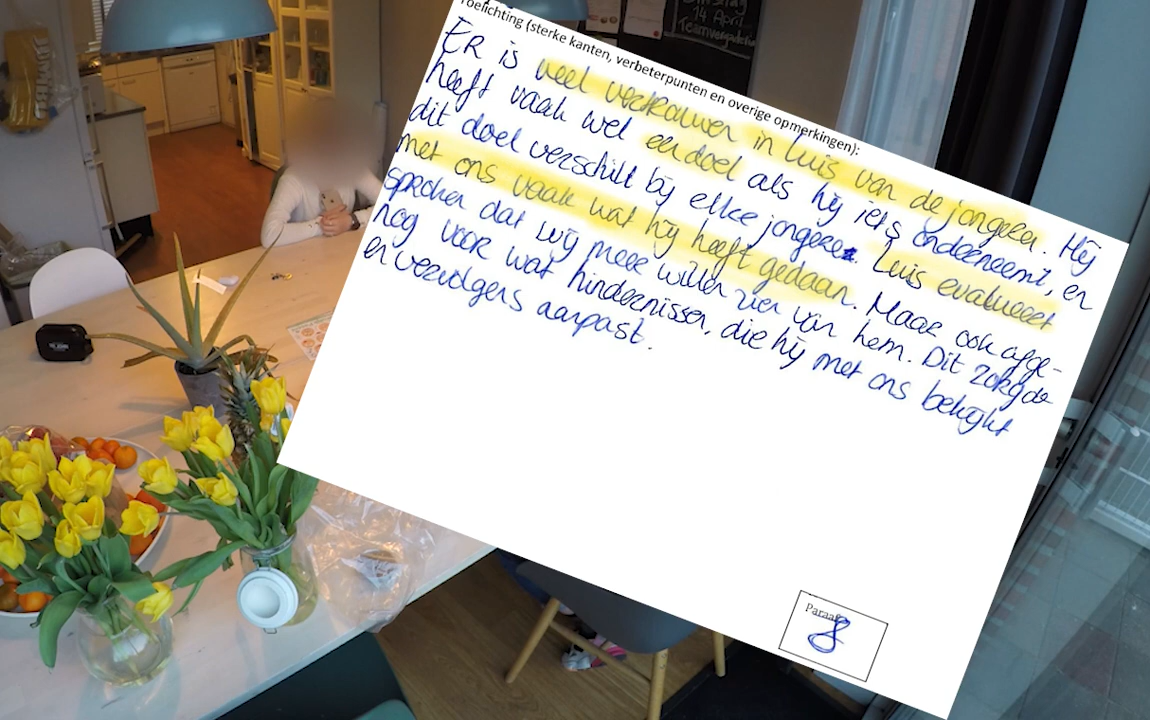 14 April
Teamvergaderin
Toelichting (sterke kanten, verbeterpunten en overige opmerkingen):
ER is veel vertrouwen in Luis van de jongeren. Hij
heeft vaak wel een doel als hij iets onderneemt, en
dit doel verschilt bij elke jongere. Luis evalueert
met ons vaak wat hij heeft gedaan. Maar ook afge-
sproken dat wij meer willen zien van hem. Dit zorgde
nog voor wat hindernissen, die hij met ons bekijkt
en vervolgens aanpast.
Paraaf